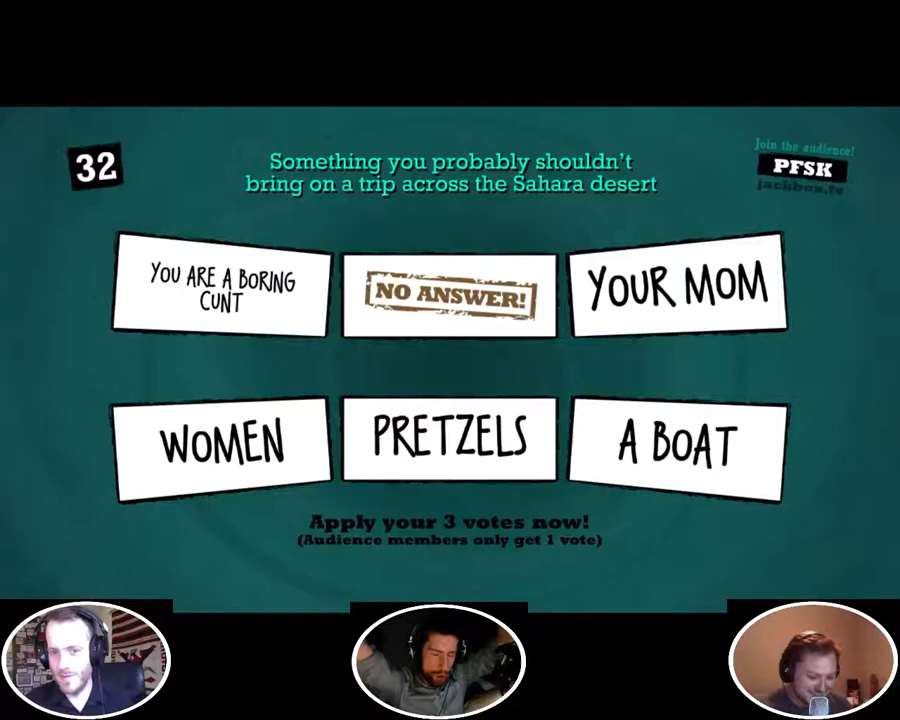 32
Something you probably shouldn't
bring on a trip across the Sahara desert
Join the audience!
PFSK
jackbox.tv
YOU ARE A BORING
CUNT
NO ANSWER!
YOUR MOM
WOMEN
PRETZELS
A BOAT
Apply your 3 votes now!
(Audience members only get 1 vote)